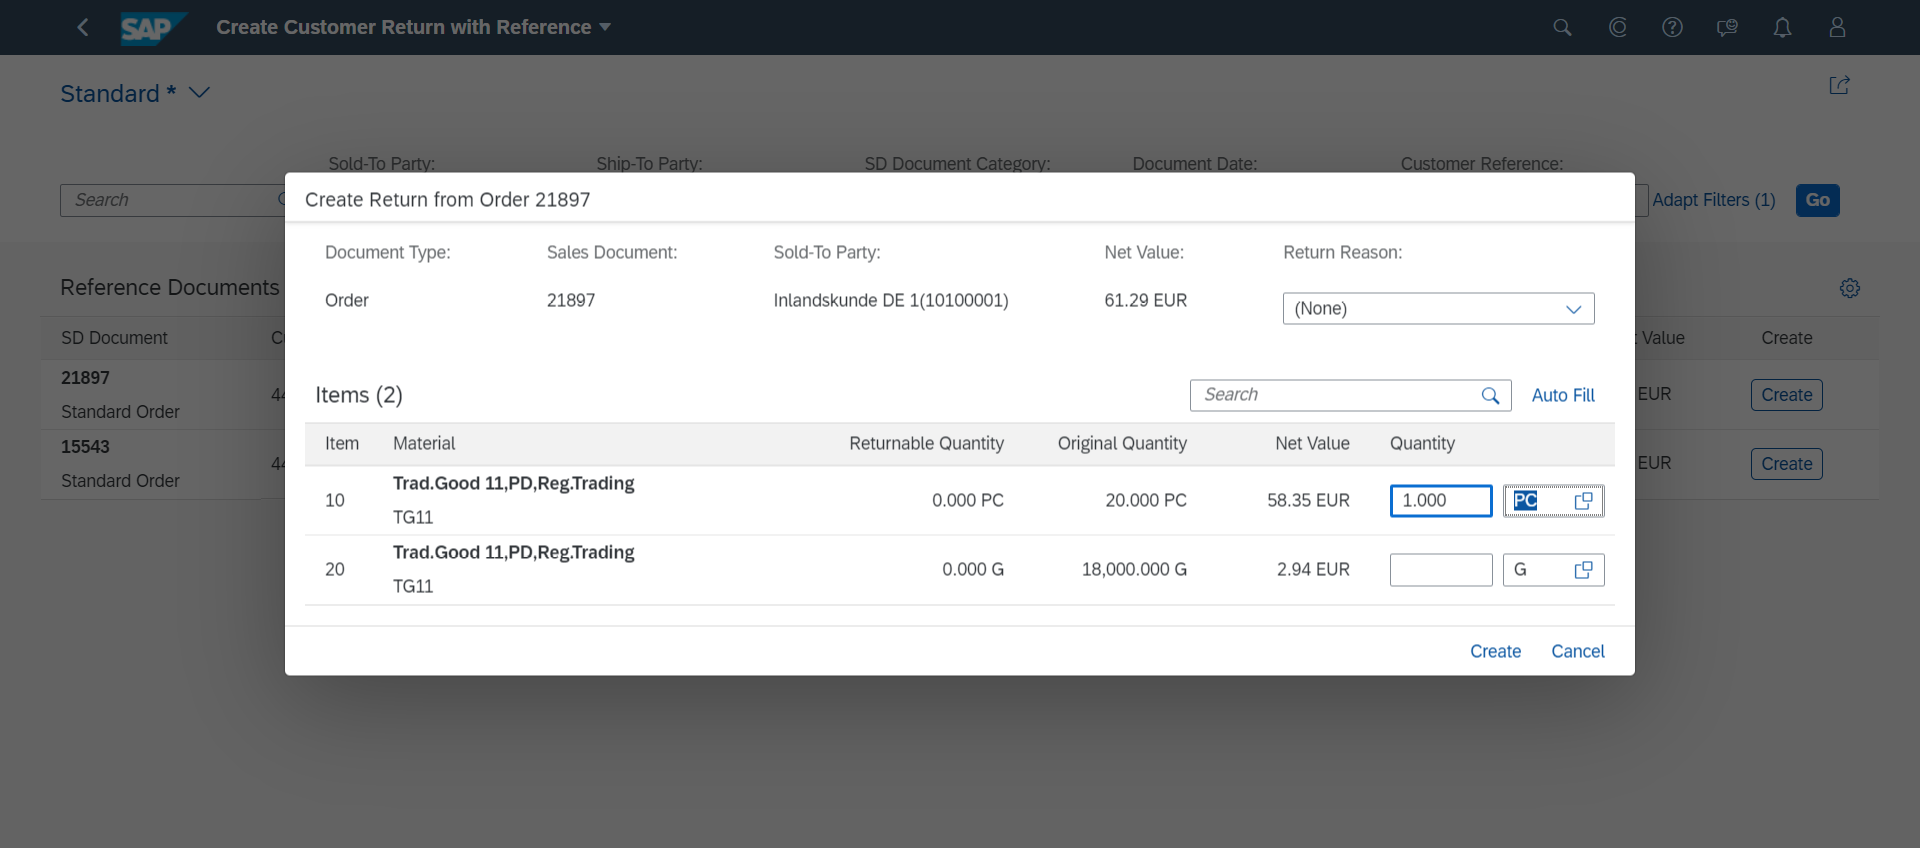 SAP Create Customer Return with Reference
Standard *
Sold-To Party: Ship-To Party: SD Document Category: Document Date: Customer Reference:
Search
Adapt Filters (1) Go
Reference Documents
SD Document
Value Create
21897
Standard Order
44
EUR Create
15543
Standard Order
44
EUR Create
Create Return from Order 21897
Document Type: Sales Document: Sold-To Party: Net Value: Return Reason:
Order 21897 Inlandskunde DE 1(10100001) 61.29 EUR (None)
Items (2) Search Auto Fill
Item Material Returnable Quantity Original Quantity Net Value Quantity
Trad.Good 11,PD,Reg.Trading
10 0.000 PC 20.000 PC 58.35 EUR 1.000 PC
TG11
Trad.Good 11,PD,Reg.Trading
20 0.000 G 18,000.000 G 2.94 EUR G
TG11
Create Cancel